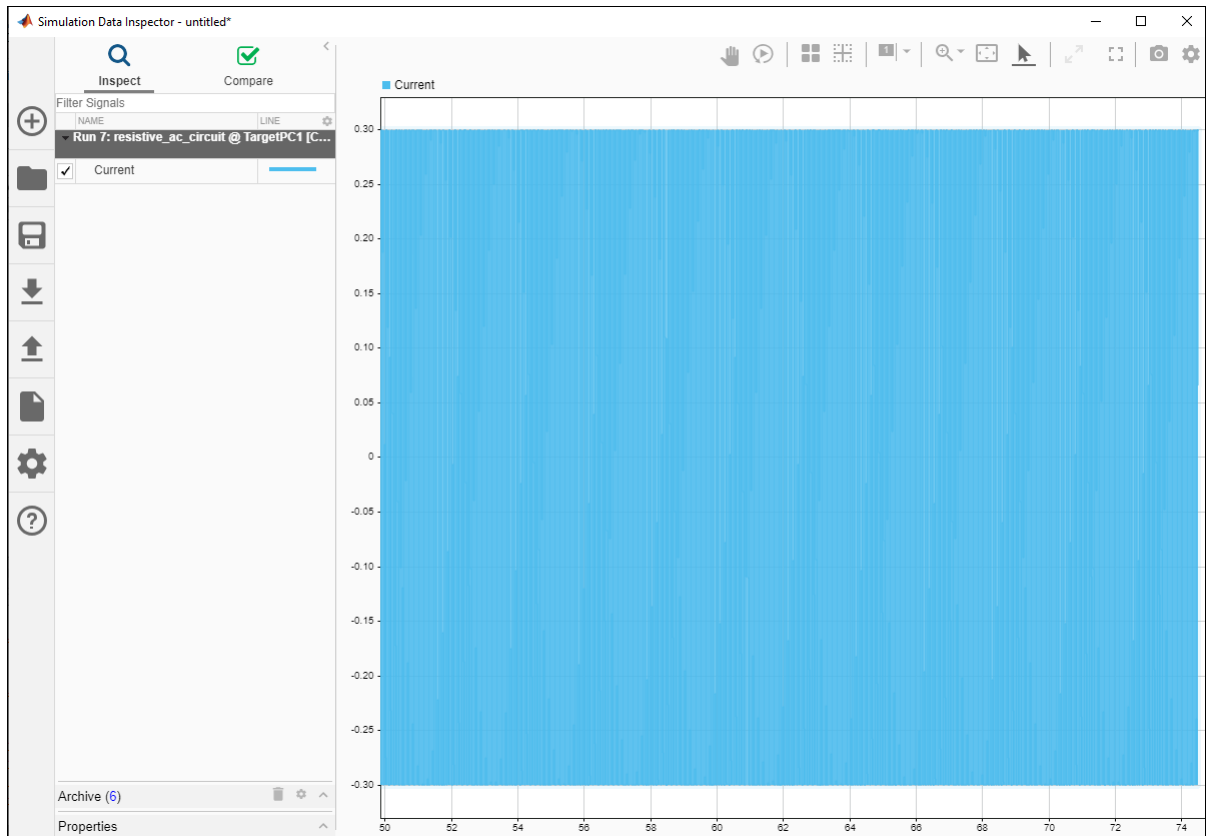 Simulation Data Inspector - untitled*
Inspect
Compare
Filter Signals
NAME
LINE
Run 7: resistive_ac_circuit @ TargetPC1 [C...
Current
Archive (6)
Properties
1
Current
0.30
0.25
0.20
0.15
0.10
0.05
0
-0.05
-0.10
-0.15
-0.20
-0.25
-0.30
50 52 54 56 58 60 62 64 66 68 70 72 74